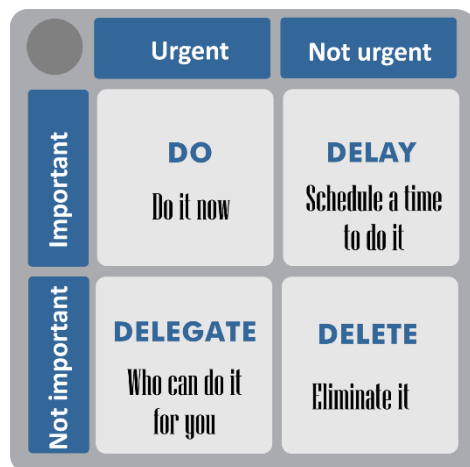 Urgent
Not urgent
Important
DO
Do it now
DELAY
Schedule a time
to do it
Not important
DELEGATE
Who can do it
for you
DELETE
Eliminate it